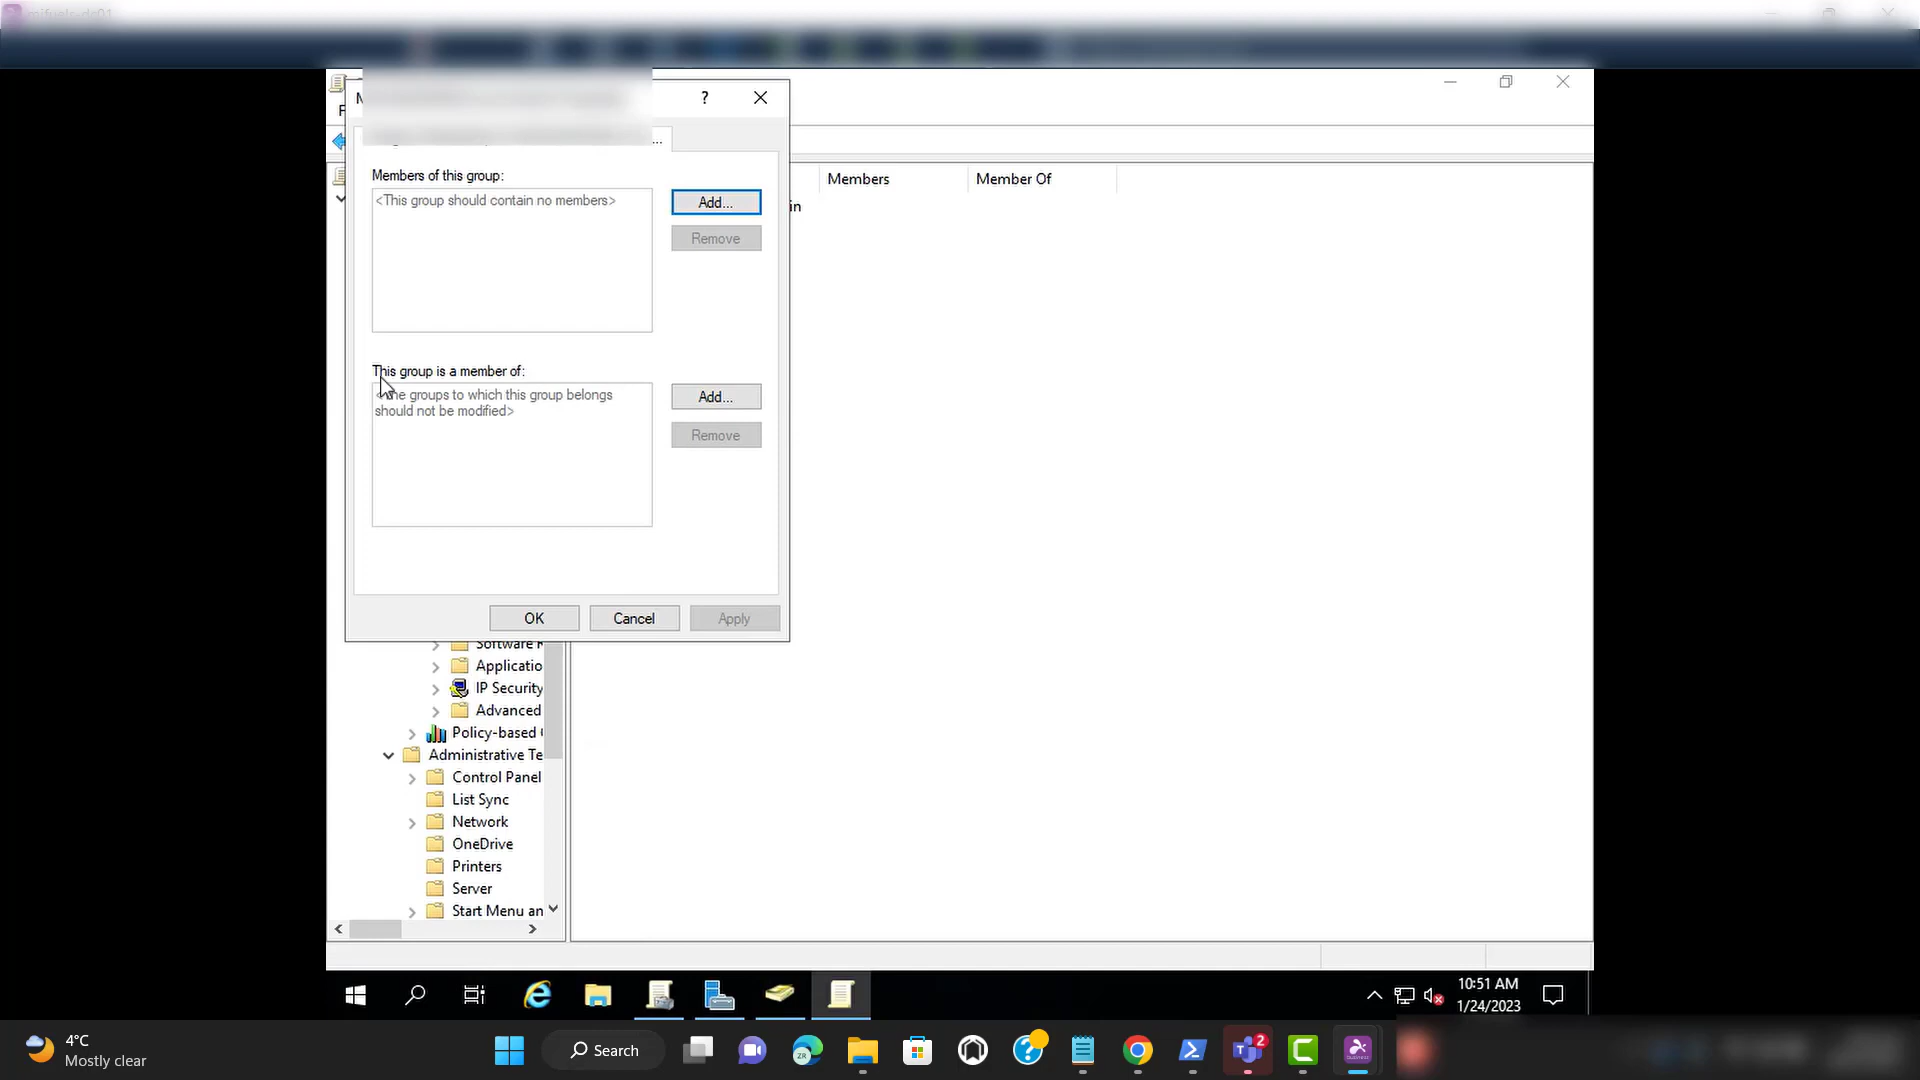 Members Member Of
Members of this group:
<This group should contain no members>
Add...
in
Remove
This group is a member of:
groups to which this group belongs
should not be modified>
Add...
Remove
OK Cancel Apply
Applicatio
IP Security
Advanced
Policy-based
Administrative Te
Control Panel
List Sync
Network
OneDrive
Printers
Server
Start Menu an
10:51 AM
1/24/2023
4°C
Mostly clear
Search
2